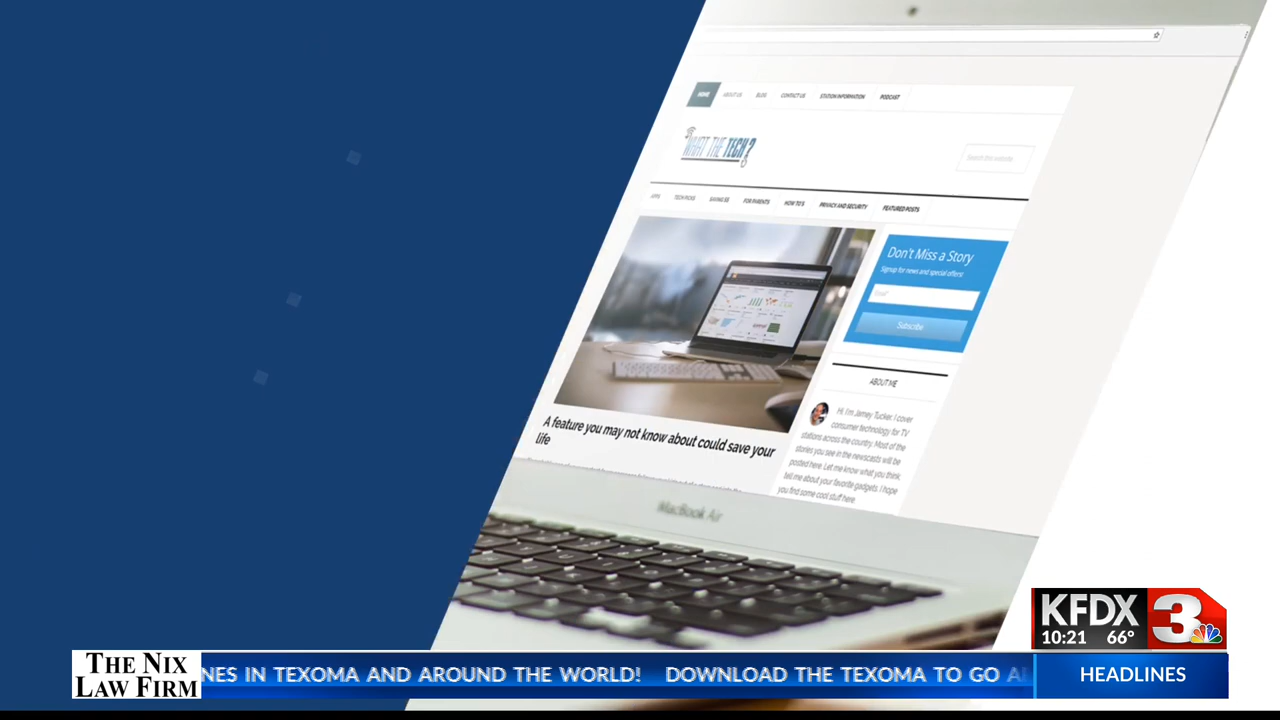 HOME ABOUT US BLOG CONTACT US STATION INFORMATION PODCAST
WHAT THE TECH?
Search this website
APPS TECH PICKS SAVING $$ FOR PARENTS HOW TO'S PRIVACY AND SECURITY FEATURED POSTS
Don't Miss a Story
Signup for news and special offers!
Email*
Subscribe
A feature you may not know about could save your
life
ABOUT ME
Hi, I'm Jamey Tucker. I cover
consumer technology for TV
stations across the country. Most of the
stories you see in the newscasts will be
posted here. Let me know what you think,
tell me about your favorite gadgets. I hope
you find some cool stuff here.
MacBook Air
KFDX 3
10:21 66°
THE NIX
LAW FIRM
NES IN TEXOMA AND AROUND THE WORLD! DOWNLOAD THE TEXOMA TO GO
HEADLINES